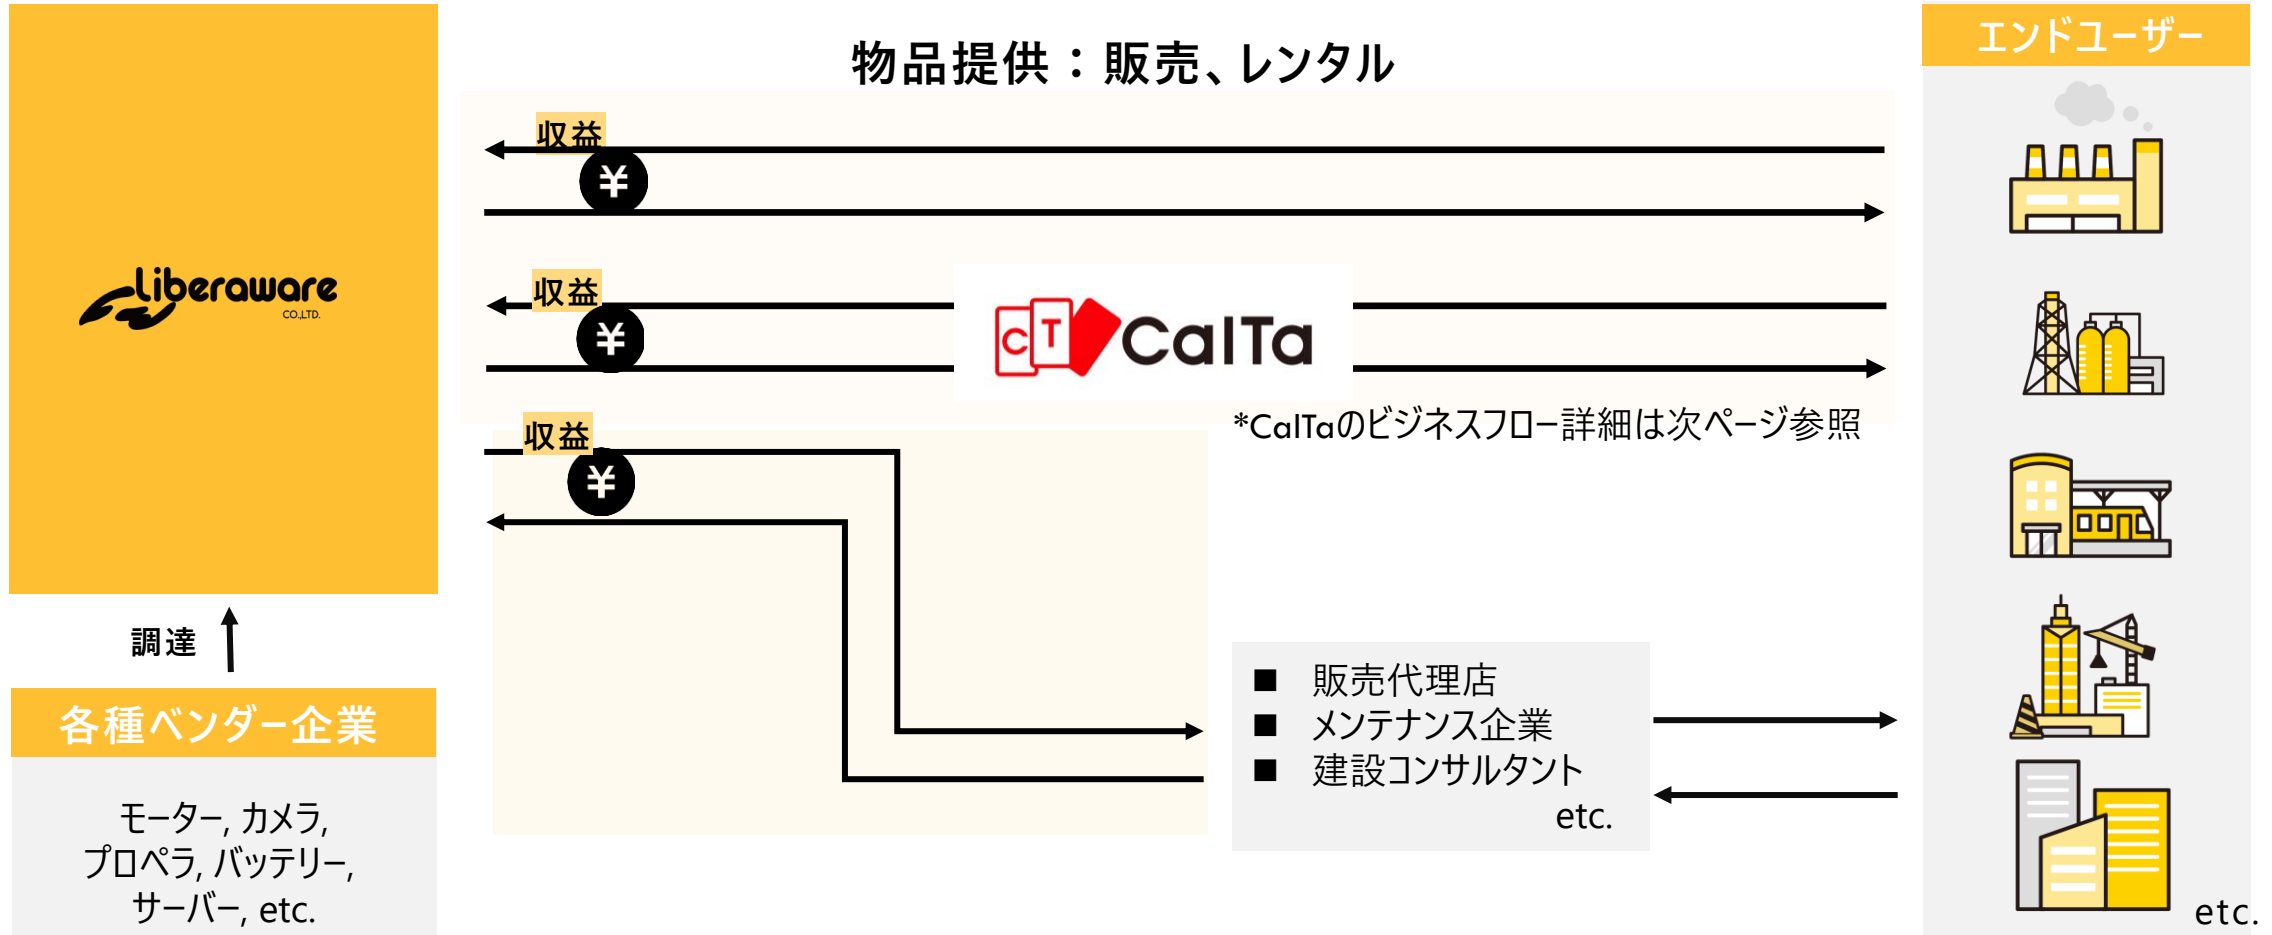 物品提供：販売、レンタル
エンドユーザー
収益
¥
Liberaware
CO.,LTD.
収益
¥
CT CalTa
*CalTaのビジネスフロー詳細は次ページ参照
収益
¥
調達
各種ベンダー企業
モーター, カメラ,
プロペラ, バッテリー,
サーバー, etc.
■ 販売代理店
■ メンテナンス企業
■ 建設コンサルタント
etc.
etc.